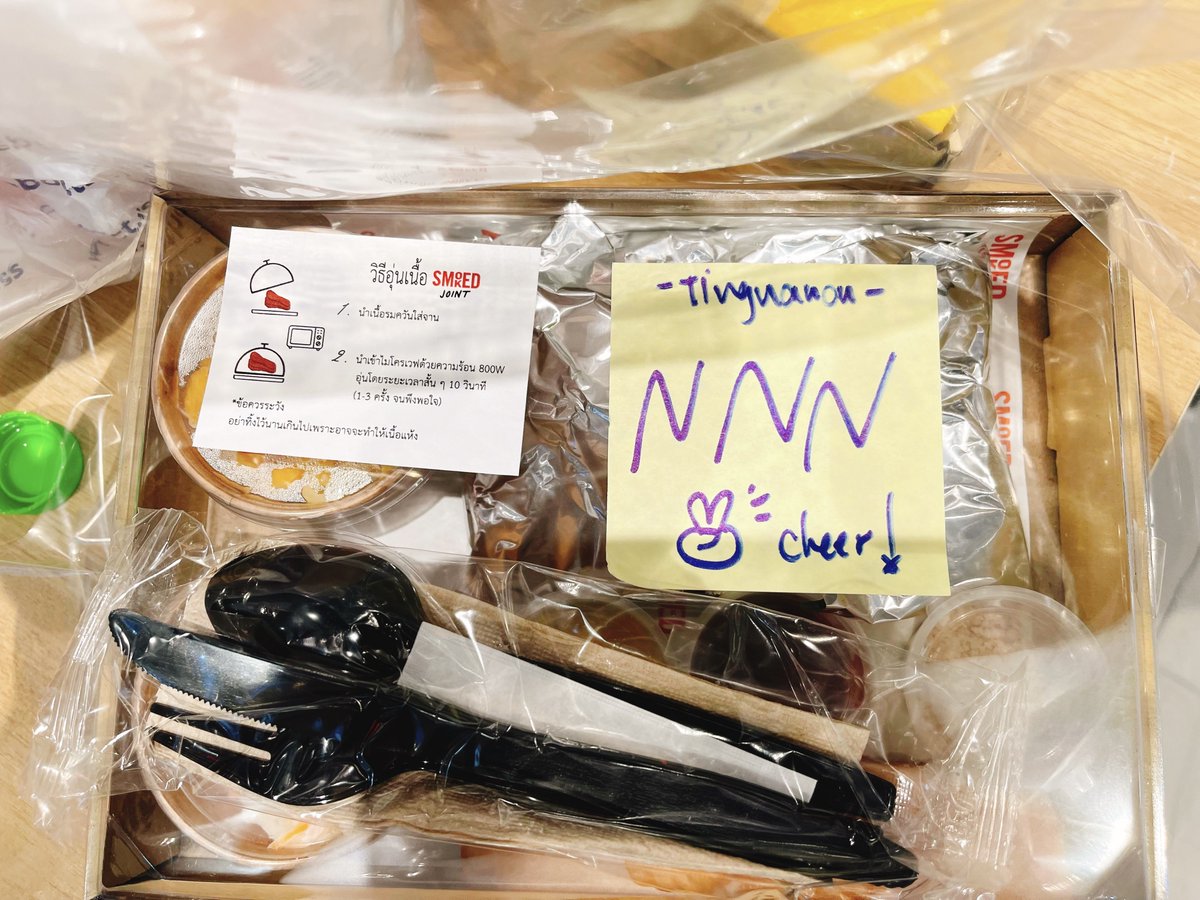 วิธีอุ่นเนื้อ SMOKED
JOINT
1. นำเนื้อรมควันใส่จาน
2. นำเข้าไมโครเวฟด้วยความร้อน 800W
อุ่นโดยระยะเวลาสั้น ๆ 10 วินาที
(1-3 ครั้ง จนพึงพอใจ)
*ข้อควรระวัง
อย่าทิ้งไว้นานเกินไปเพราะอาจจะทำให้เนื้อแห้ง
NNN
cheer!
SMOKED
SMOKED